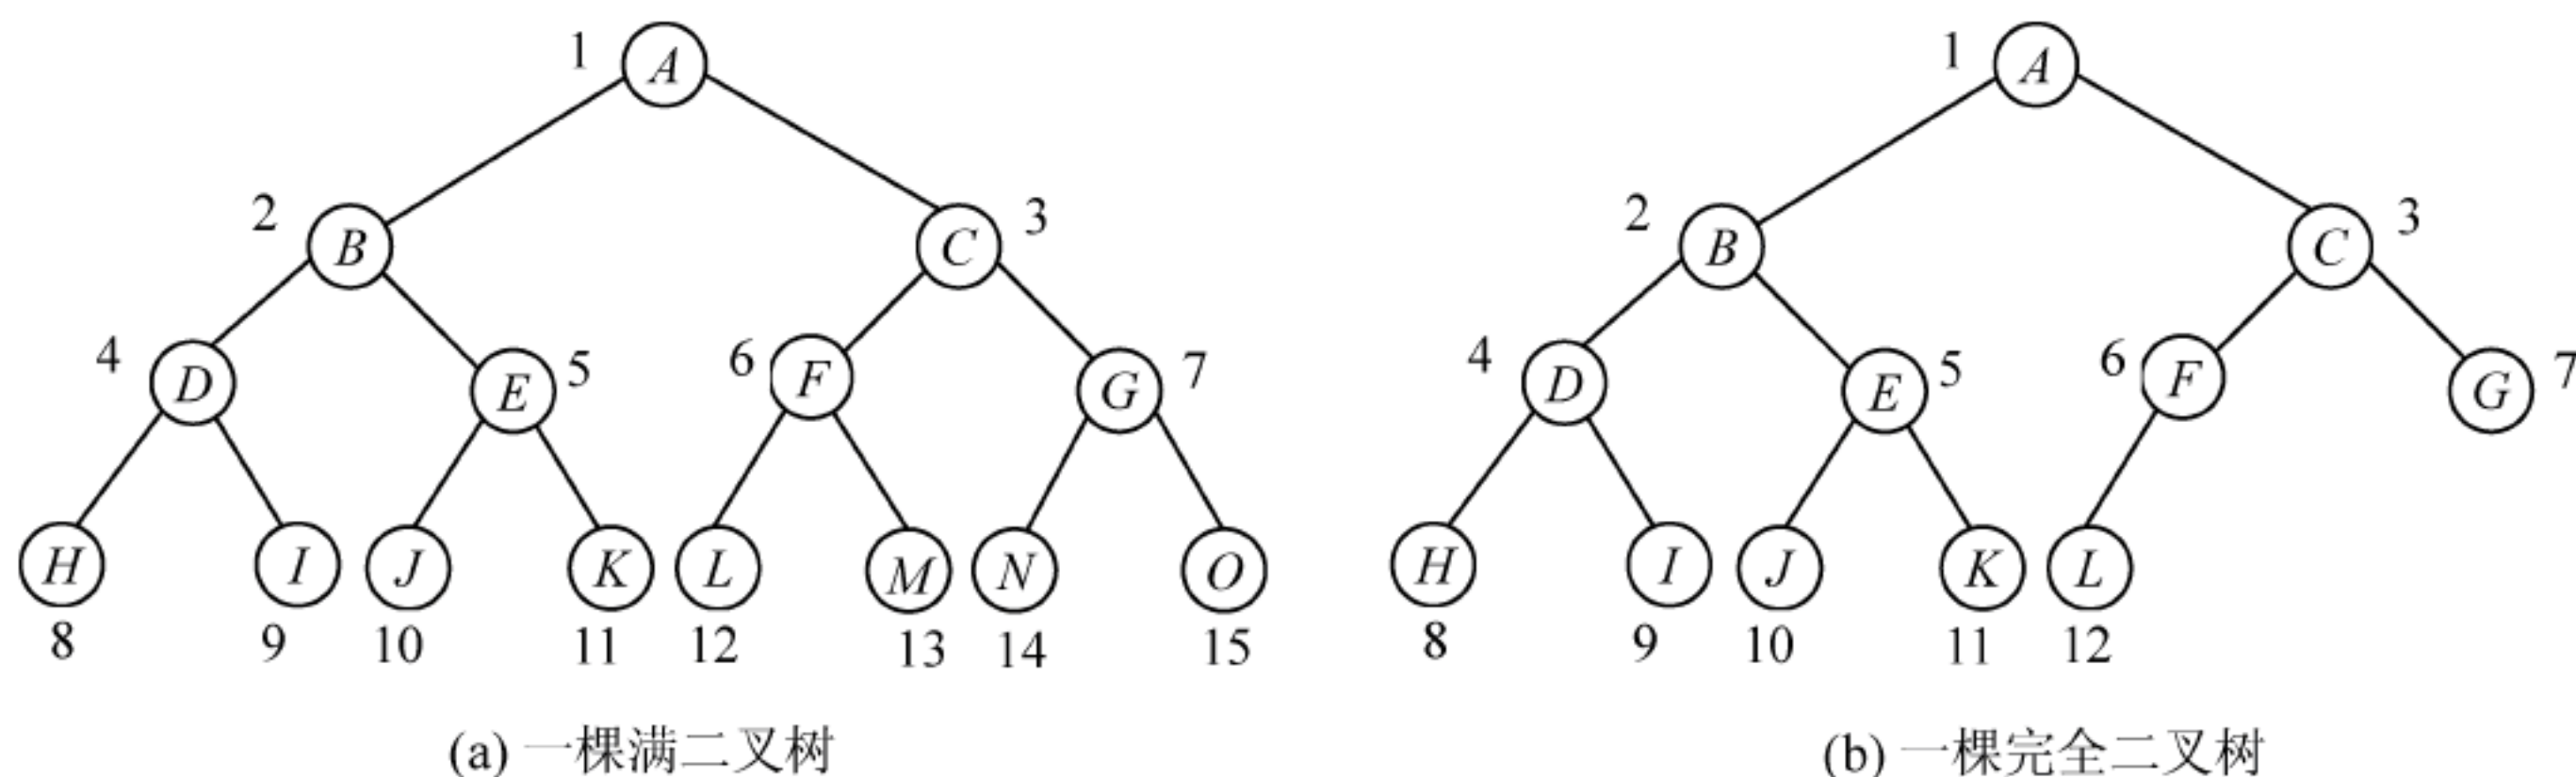 1 A 1 A
2 B C 3 2 B C 3
4 D E 5 6 F G 7 4 D E 5 6 F G 7
H I J K L M N O H I J K L
8 9 10 11 12 13 14 15 8 9 10 11 12
(a) 一棵满二叉树 (b) 一棵完全二叉树